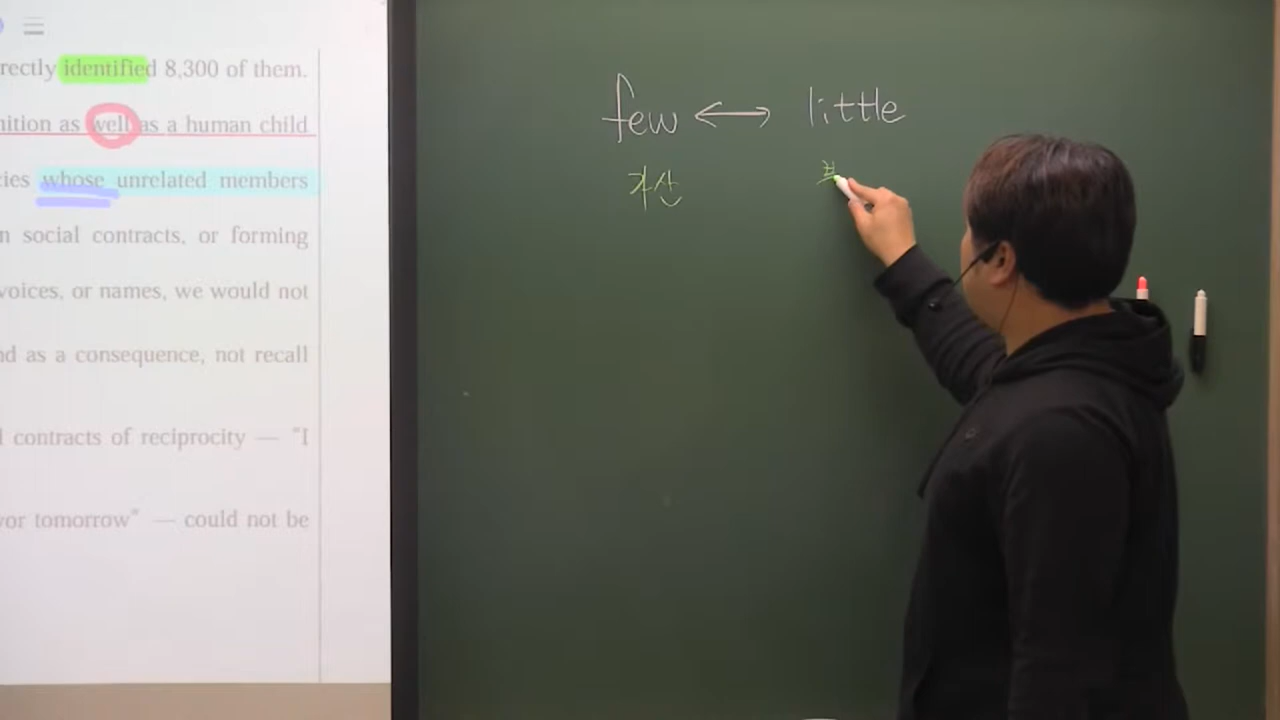 rectly identified 8,300 of them.
nition as well as a human child
cies whose unrelated members
n social contracts, or forming
voices, or names, we would not
nd as a consequence, not recall
l contracts of reciprocity — "I
vor tomorrow" — could not be
few ↔ little
가산